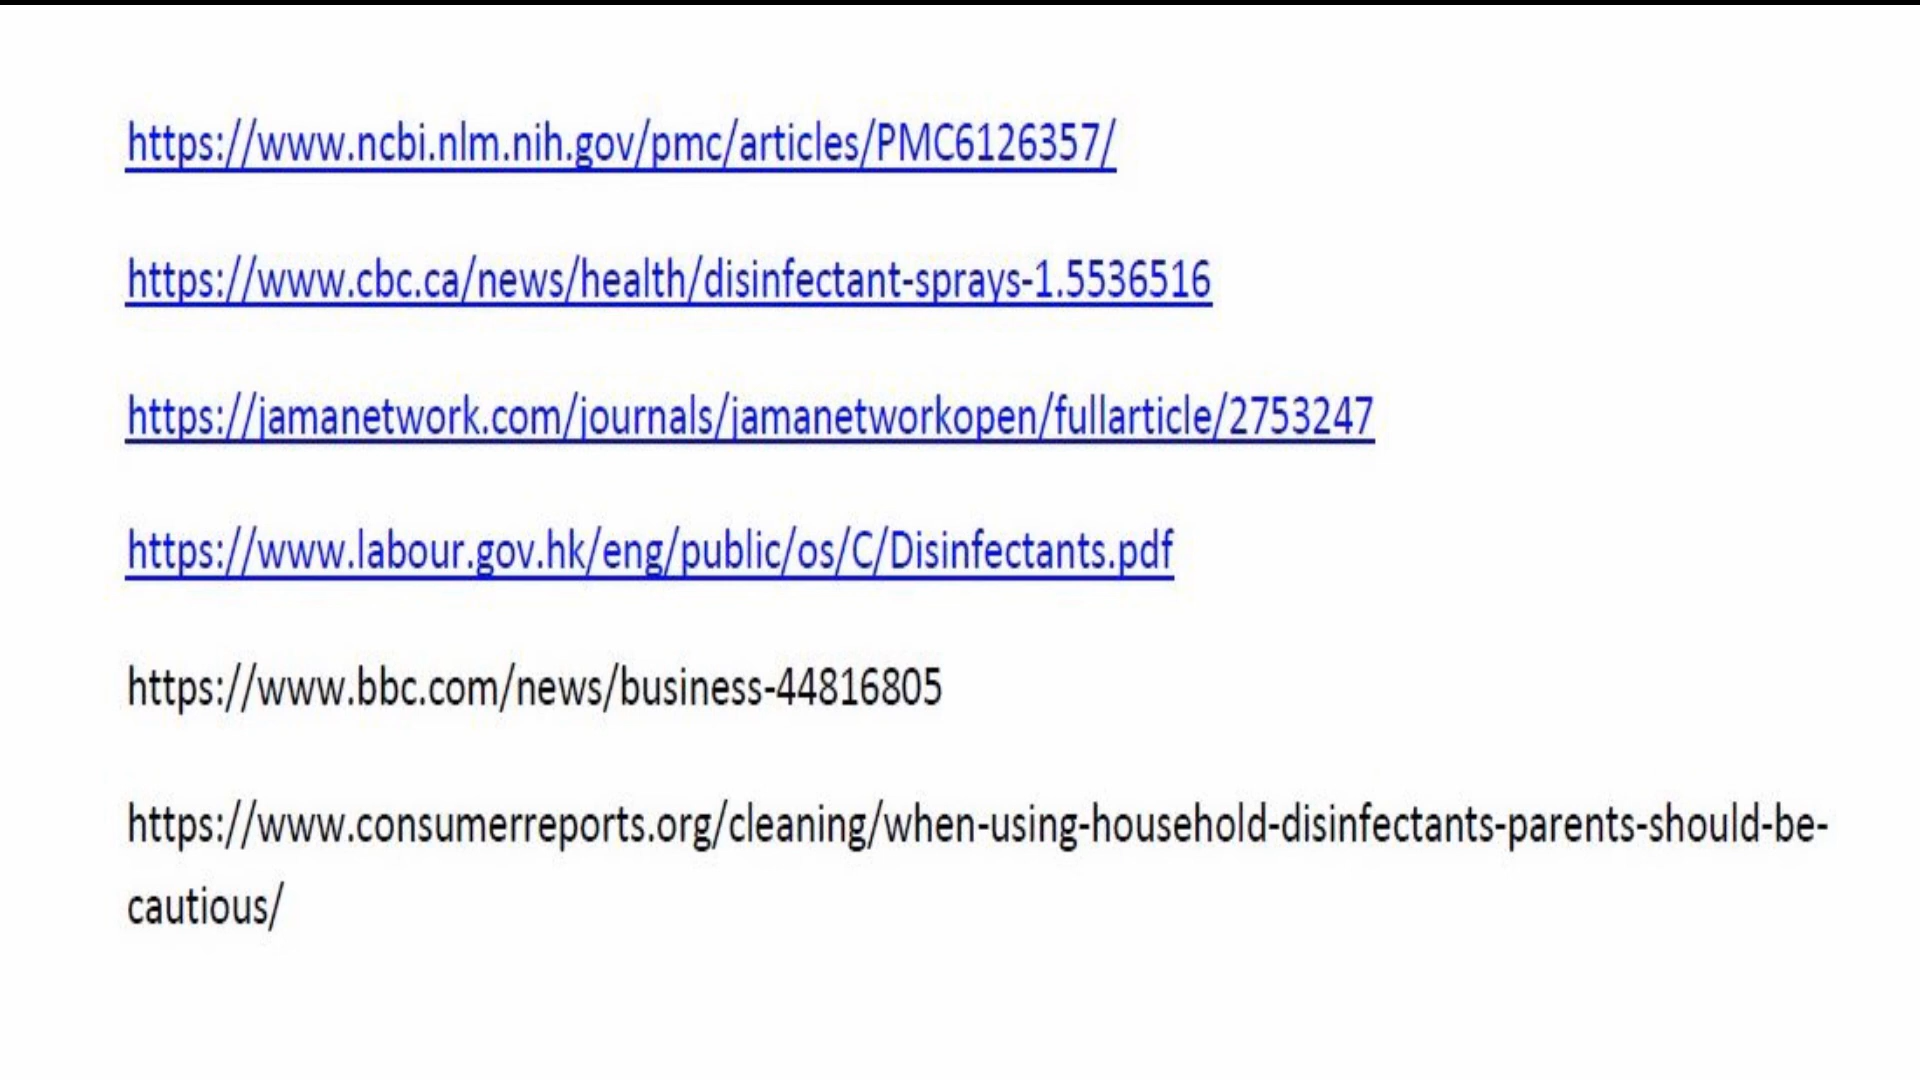 https://www.ncbi.nlm.nih.gov/pmc/articles/PMC6126357/
https://www.cbc.ca/news/health/disinfectant-sprays-1.5536516
https://jamanetwork.com/journals/jamanetworkopen/fullarticle/2753247
https://www.labour.gov.hk/eng/public/os/C/Disinfectants.pdf
https://www.bbc.com/news/business-44816805
https://www.consumerreports.org/cleaning/when-using-household-disinfectants-parents-should-be-
cautious/